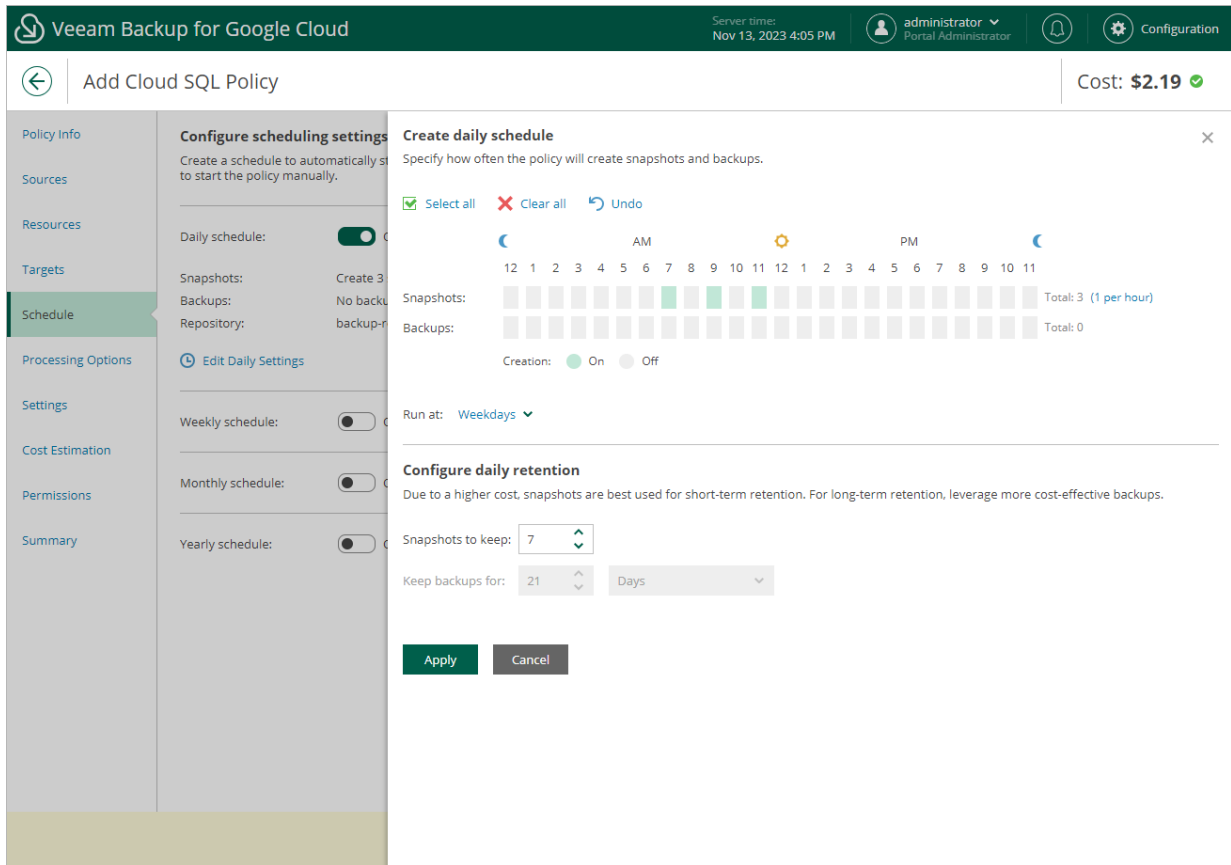 Veeam Backup for Google Cloud
Server time:
Nov 13, 2023 4:05 PM
administrator
Portal Administrator
Configuration
Add Cloud SQL Policy
Cost: $2.19
Policy Info
Sources
Resources
Targets
Schedule
Processing Options
Settings
Cost Estimation
Permissions
Summary
Configure scheduling settings
Create a schedule to automatically
to start the policy manually.
Daily schedule:
Snapshots: Create 3
Backups: No
Repository:
Edit Daily Settings
Weekly schedule:
Monthly schedule:
Yearly schedule:
Create daily schedule
Specify how often the policy will create snapshots and backups.
Select all Clear all Undo
AM PM
12 1 2 3 4 5 6 7 8 9 10 11 12 1 2 3 4 5 6 7 8 9 10 11
Snapshots: Total: 3 (1 per hour)
Backups: Total: 0
Creation: On Off
Run at: Weekdays
Configure daily retention
Due to a higher cost, snapshots are best used for short-term retention. For long-term retention, leverage more cost-effective backups.
Snapshots to keep: 7
Keep backups for: 21 Days
Apply Cancel